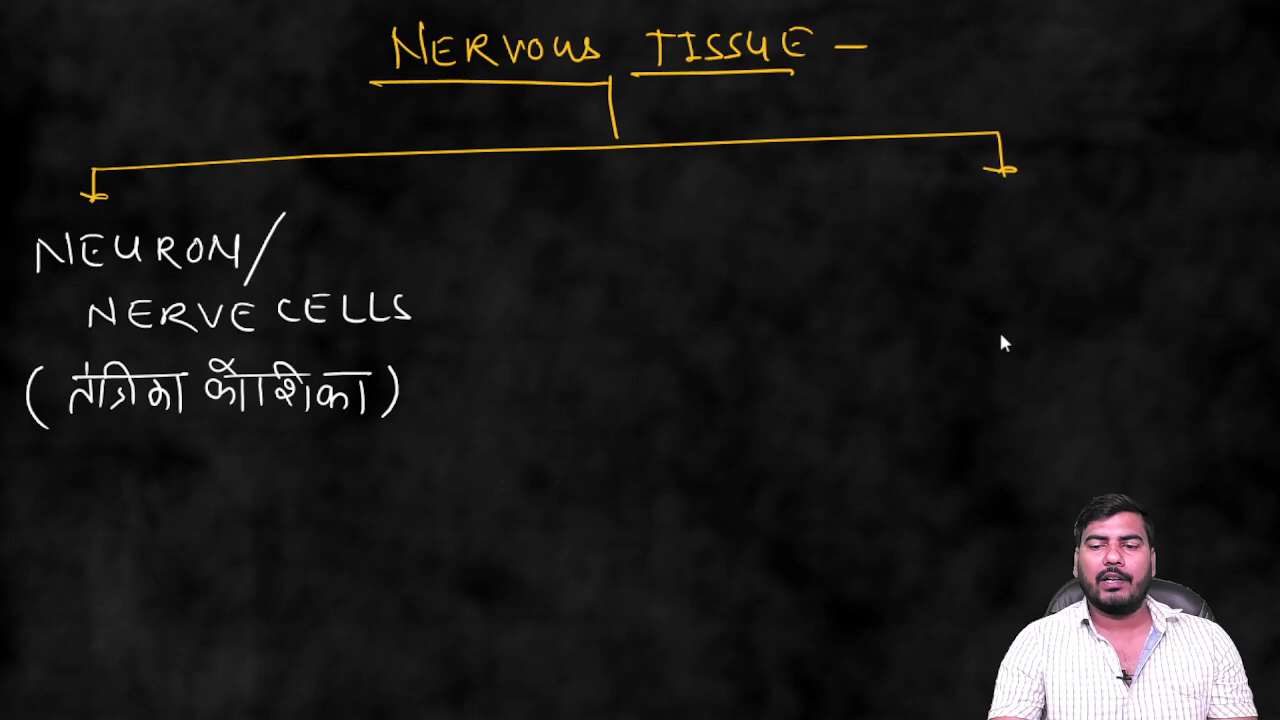 NERVOUS TISSUE –
NEURON/
NERVE CELLS
(तंत्रिका कोशिका)